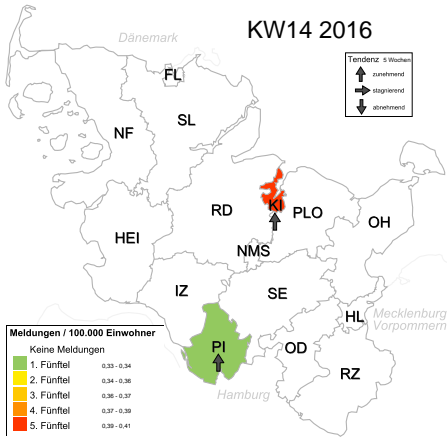 KW14 2016
Dänemark
Tendenz 5 Wochen
zunehmend
stagnierend
abnehmend
FL
SL
NF
RD
KI
PLO
OH
HEI
NMS
IZ
SE
HL
Mecklenburg
Vorpommern
PI
OD
RZ
Hamburg
Meldungen / 100.000 Einwohner
Keine Meldungen
1. Fünftel 0,33 - 0,34
2. Fünftel 0,34 - 0,36
3. Fünftel 0,36 - 0,37
4. Fünftel 0,37 - 0,39
5. Fünftel 0,39 - 0,41